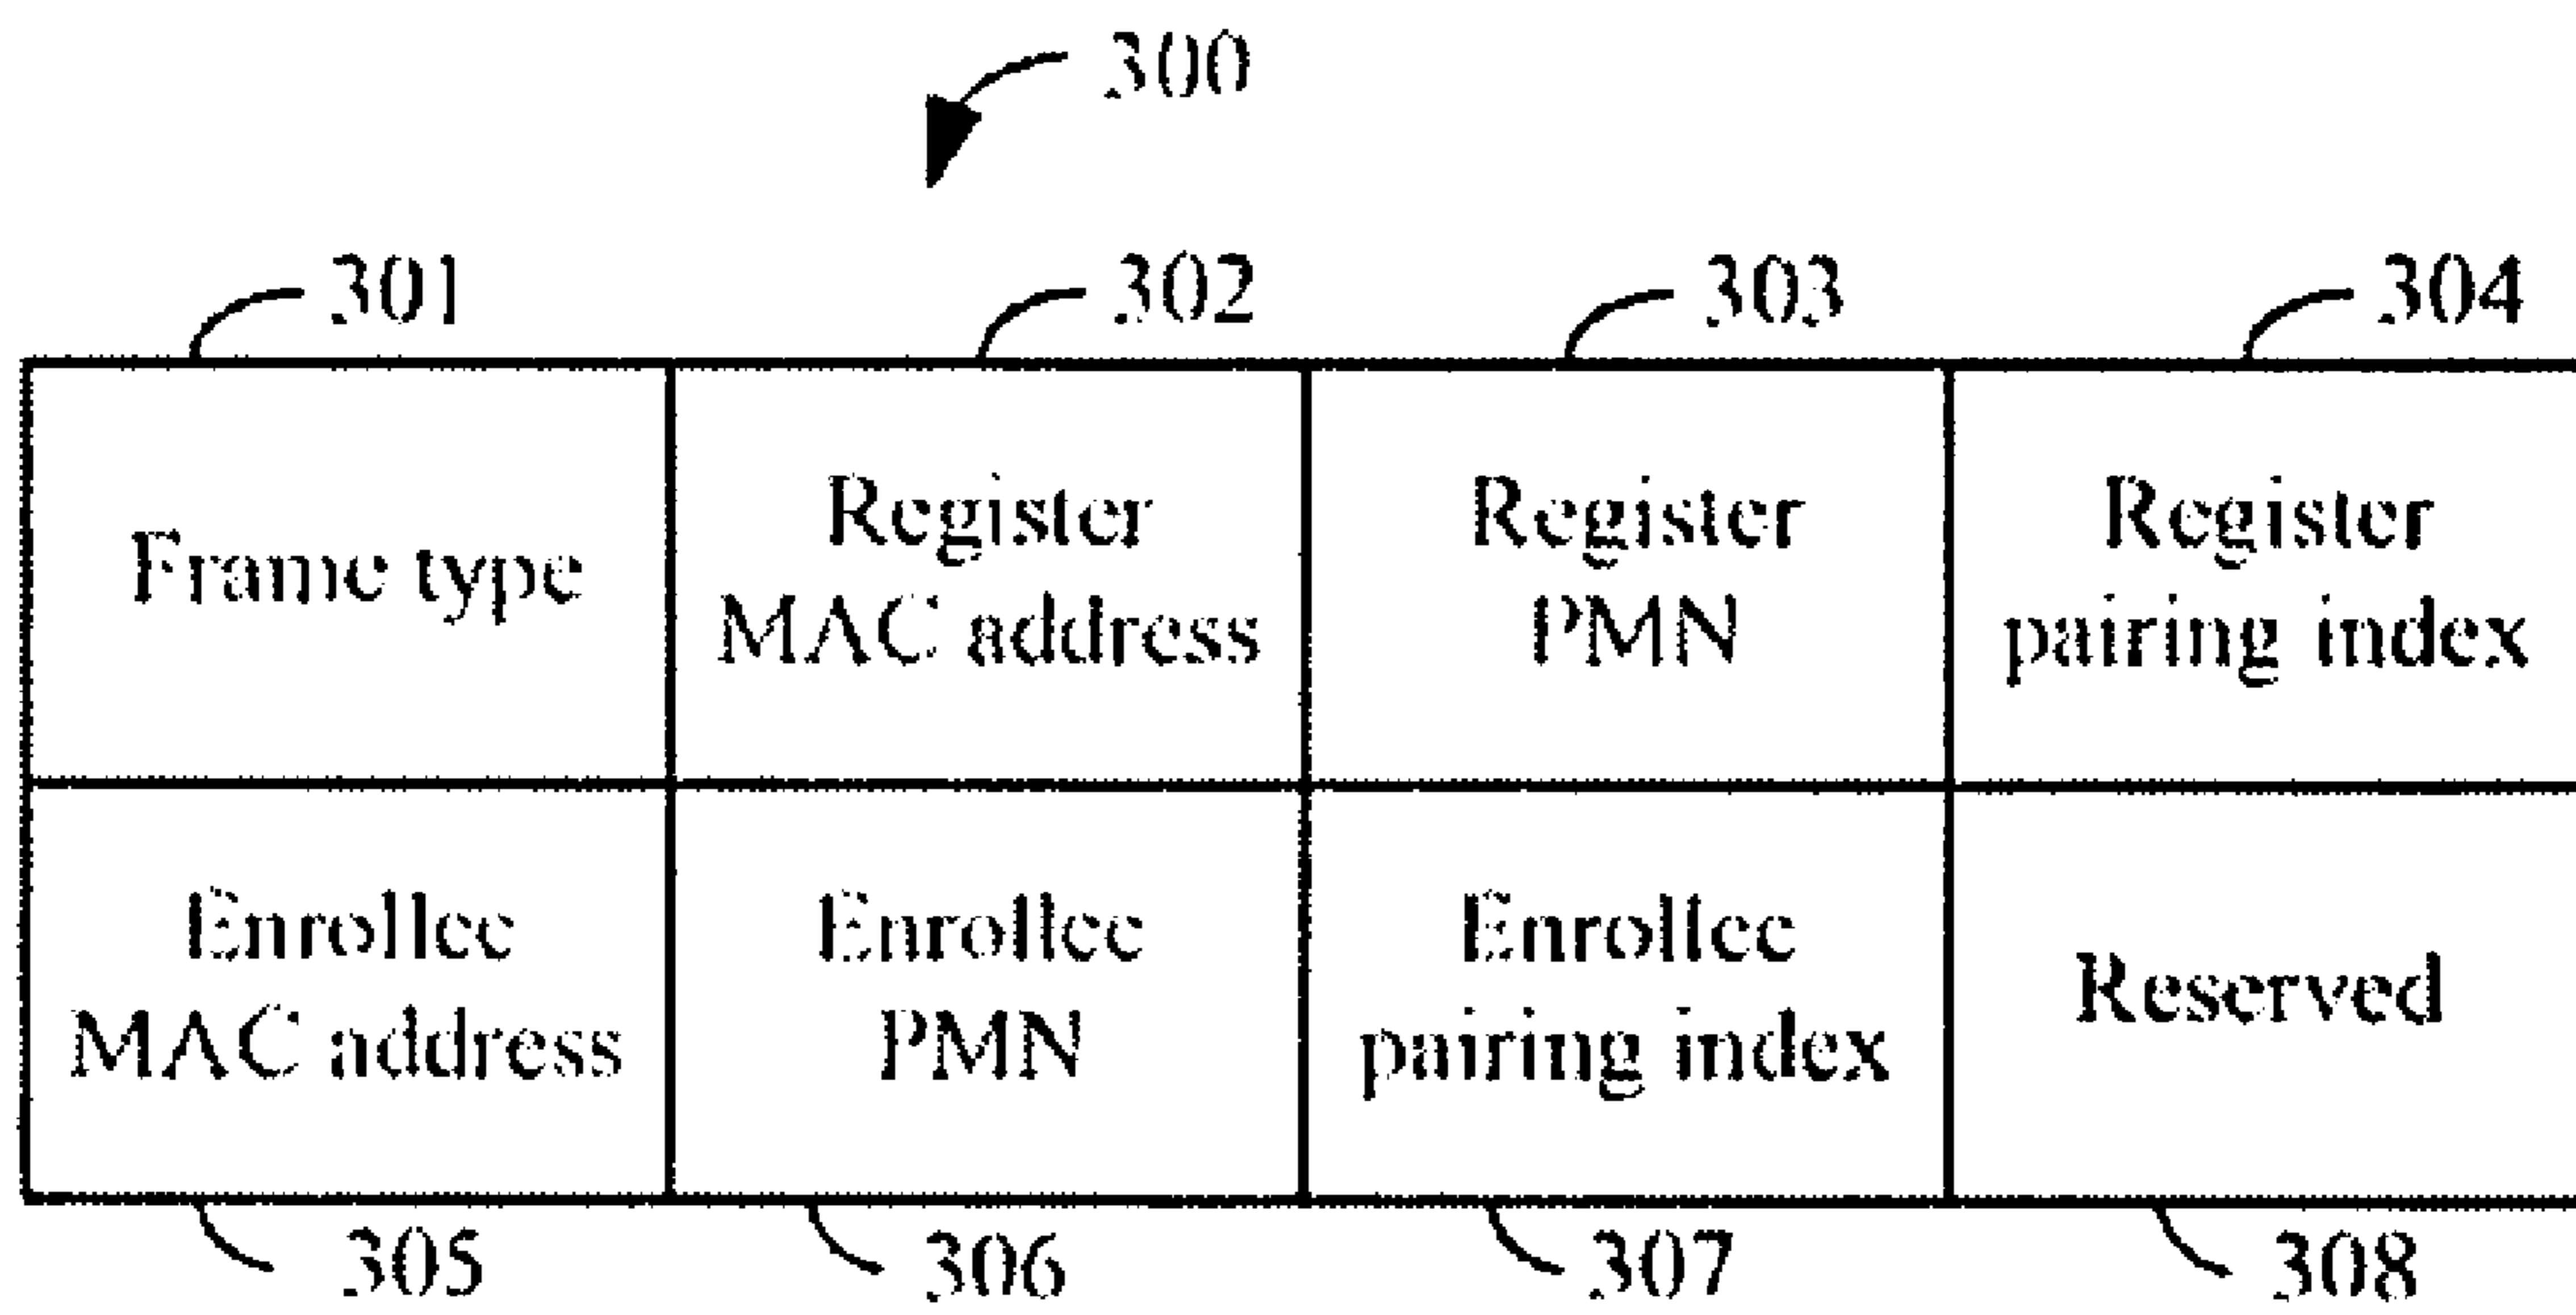 300
301
302
303
304
Frame type
Register
MAC address
Register
PMN
Register
pairing index
Enrollee
MAC address
Enrollee
PMN
Enrollee
pairing index
Reserved
305
306
307
308